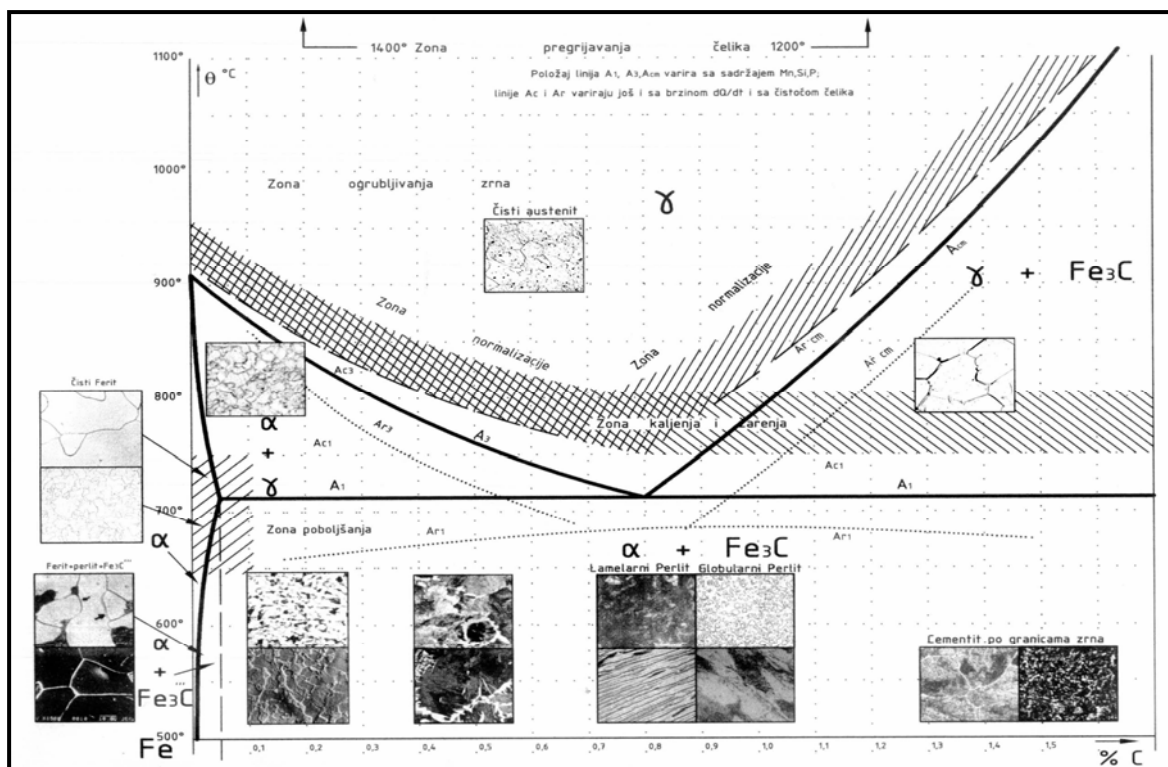 1400° Zona pregrijavanja čelika 1200°
1100°
θ °C
Položaj linija A1, A3, Acm varira sa sadržajem Mn,Si,P;
linije Ac i Ar variraju još i sa brzinom dQ/dt i sa čistočom čelika
1000°
Zona ogrubljivanja zrna
Čisti austenit
γ
900°
Zona normalizacije
Zona normalizacije
Acm
γ + Fe3C
Ar cm
Ar cm
800°
Čisti Ferit
Ac3
Ar3
A3
Zona kaljenja i žarenja
α
+
γ
Ac1
Ac1
A1
A1
700°
Zona poboljšanja
Ar1
Ar1
α
α + Fe3C
Lamelarni Perlit
Globularni Perlit
Ferit+perlit+Fe3C
600°
α
+
Fe3C
Cementit po granicama zrna
500°
Fe
0,1 0,2 0,3 0,4 0,5 0,6 0,7 0,8 0,9 1,0 1,1 1,2 1,3 1,4 1,5
% C